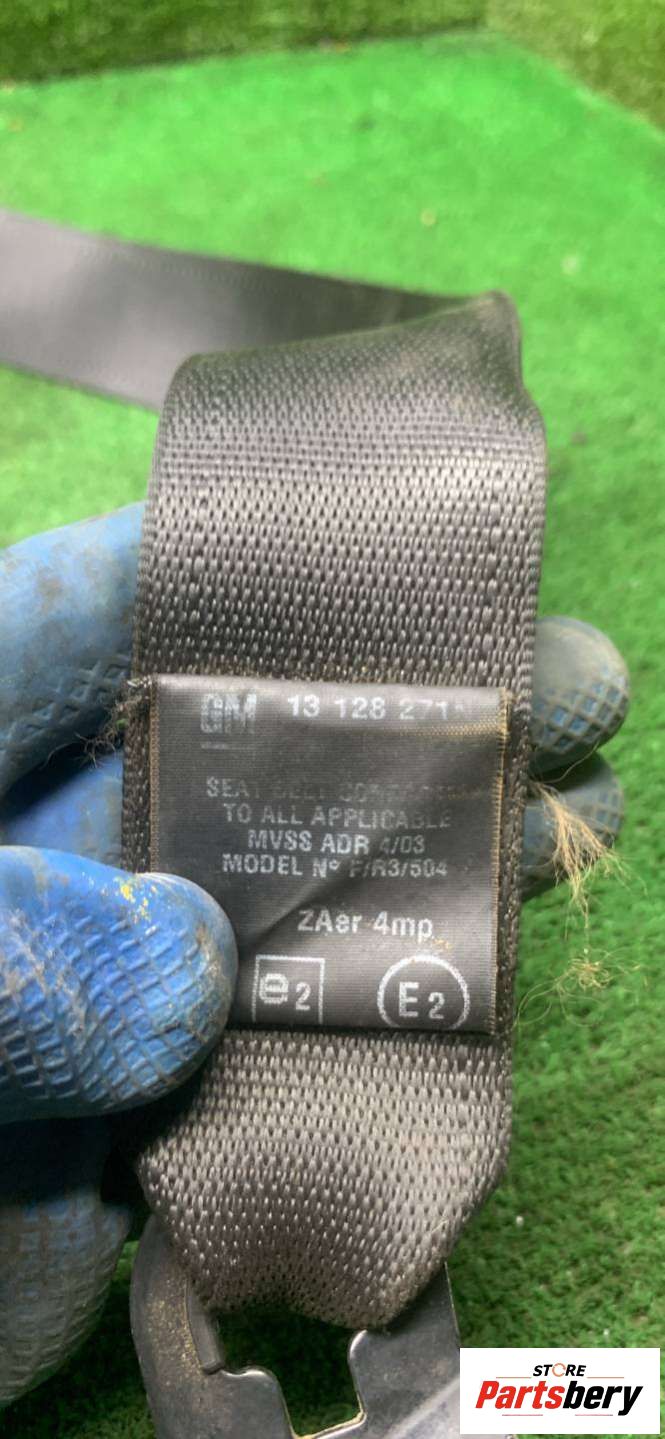 GM 13 128 271
SEAT BELT
TO ALL APPLICABLE
MVSS ADR 4/03
MODEL Nº F/R3/504
ZAer 4mp
e2
E2
STORE
Partsbery